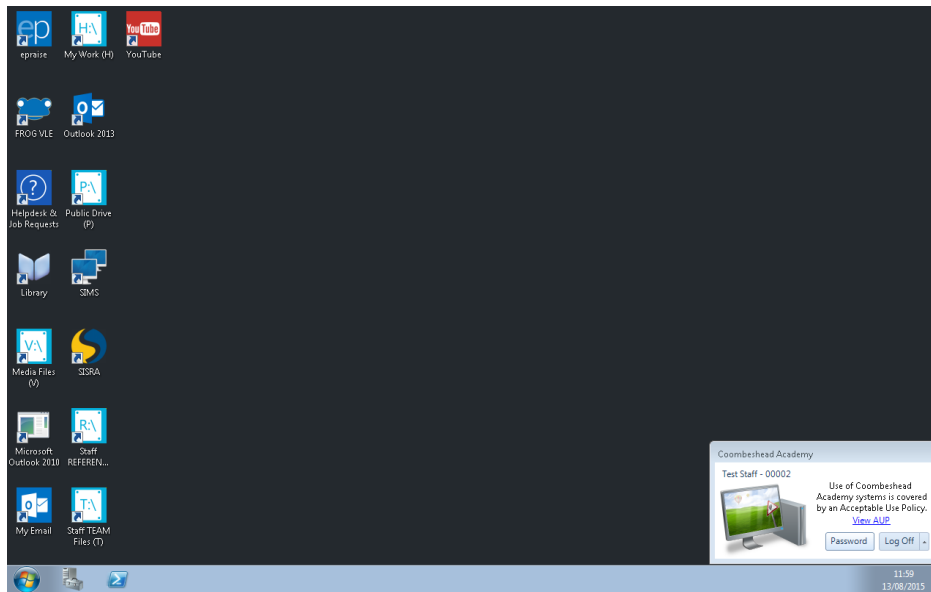 ep
H:\
You Tube
epraise
My Work (H)
YouTube
FROG VLE
Outlook 2013
?
P:\
Helpdesk &
Job Requests
Public Drive
(P)
Library
SIMS
V:\
Media Files
(V)
SISRA
R:\
Microsoft
Outlook 2010
Staff
REFEREN...
T:\
My Email
Staff TEAM
Files (T)
Coombeshead Academy
Test Staff - 00002
Use of Coombeshead
Academy systems is covered
by an Acceptable Use Policy.
View AUP
Password
Log Off
11:59
13/08/2015